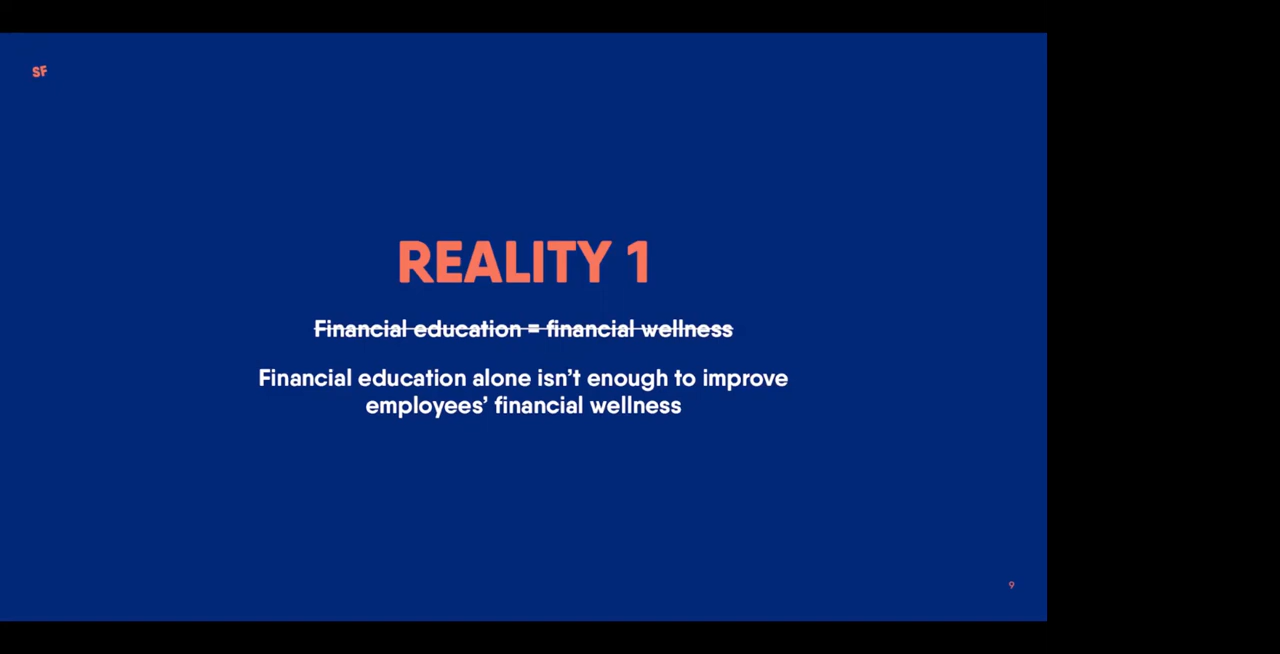 SF
REALITY 1
Financial education = financial wellness
Financial education alone isn’t enough to improve
employees’ financial wellness
9